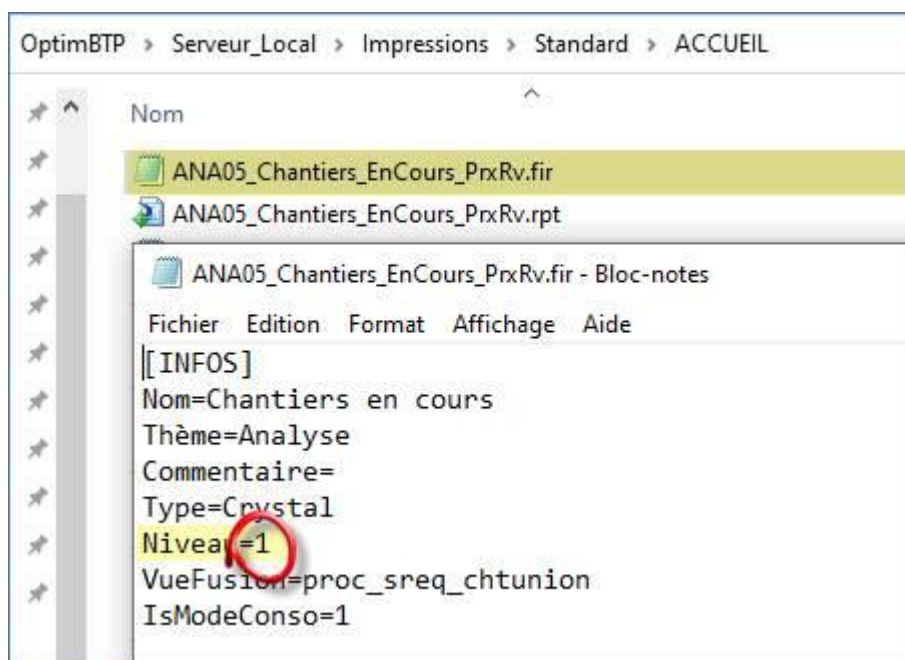 OptimBTP > Serveur_Local > Impressions > Standard > ACCUEIL
Nom
ANA05_Chantiers_EnCours_PrxRv.fir
ANA05_Chantiers_EnCours_PrxRv.rpt
ANA05_Chantiers_EnCours_PrxRv.fir - Bloc-notes
Fichier Edition Format Affichage Aide
[INFOS]
Nom=Chantiers en cours
Thème=Analyse
Commentaire=
Type=Crystal
Niveau=1
VueFusion=proc_sreq_chtunion
IsModeConso=1